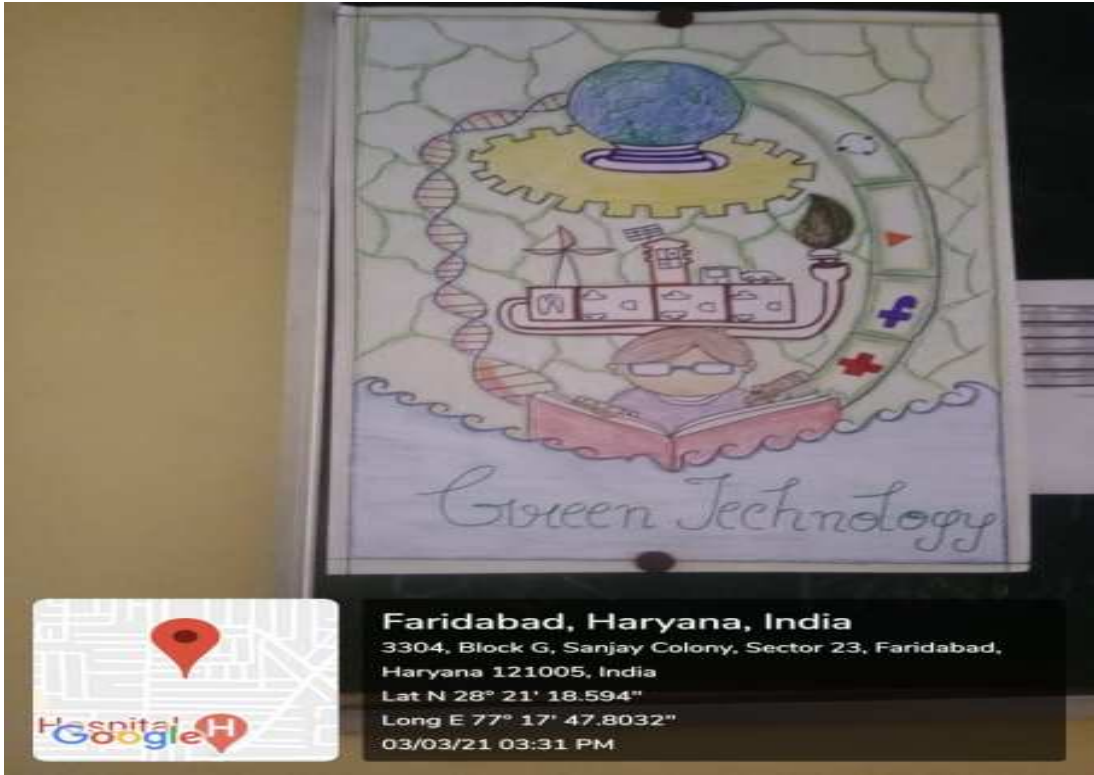 f
Green Technology
Faridabad, Haryana, India
3304, Block G, Sanjay Colony, Sector 23, Faridabad,
Haryana 121005, India
Lat N 28° 21' 18.594"
Long E 77° 17' 47.8032"
03/03/21 03:31 PM
Hospital
H
Google